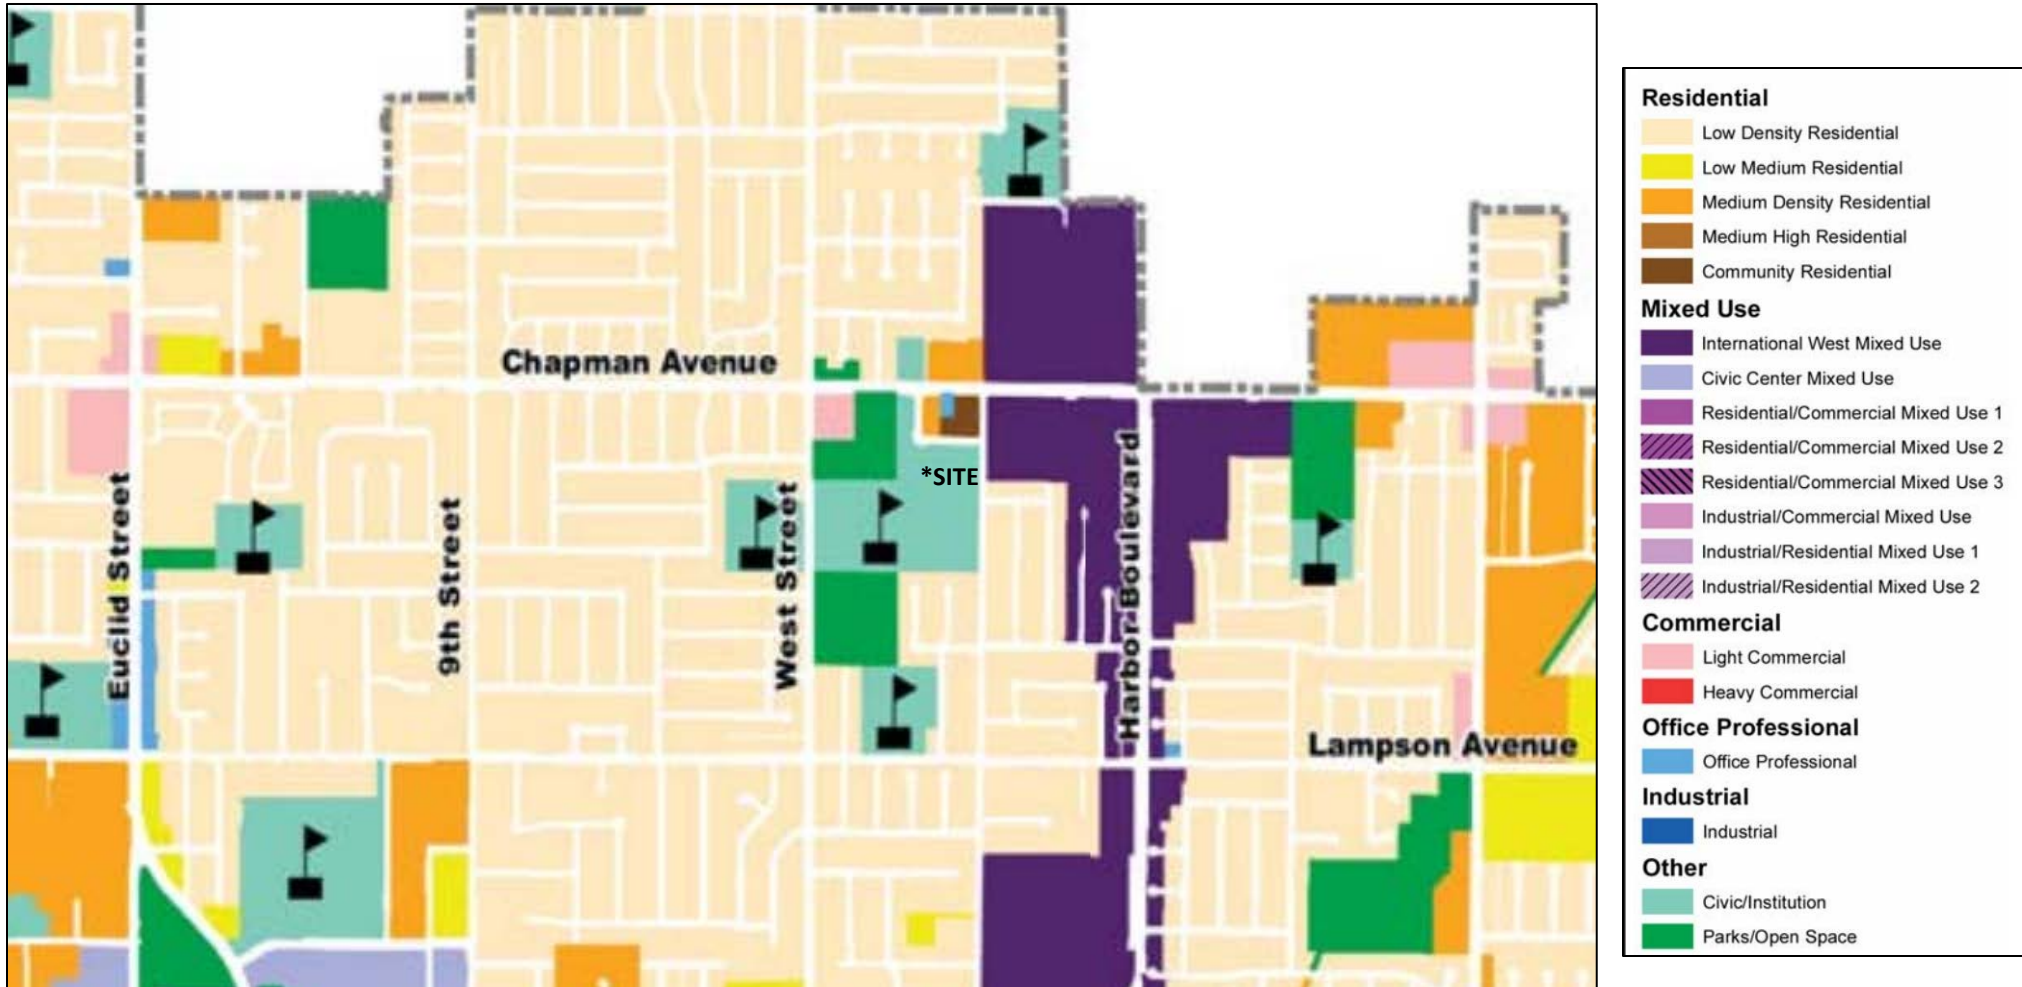 Chapman Avenue
*SITE
Euclid Street
9th Street
West Street
Harbor Boulevard
Lampson Avenue
Residential
Low Density Residential
Low Medium Residential
Medium Density Residential
Medium High Residential
Community Residential
Mixed Use
International West Mixed Use
Civic Center Mixed Use
Residential/Commercial Mixed Use 1
Residential/Commercial Mixed Use 2
Residential/Commercial Mixed Use 3
Industrial/Commercial Mixed Use
Industrial/Residential Mixed Use 1
Industrial/Residential Mixed Use 2
Commercial
Light Commercial
Heavy Commercial
Office Professional
Office Professional
Industrial
Industrial
Other
Civic/Institution
Parks/Open Space